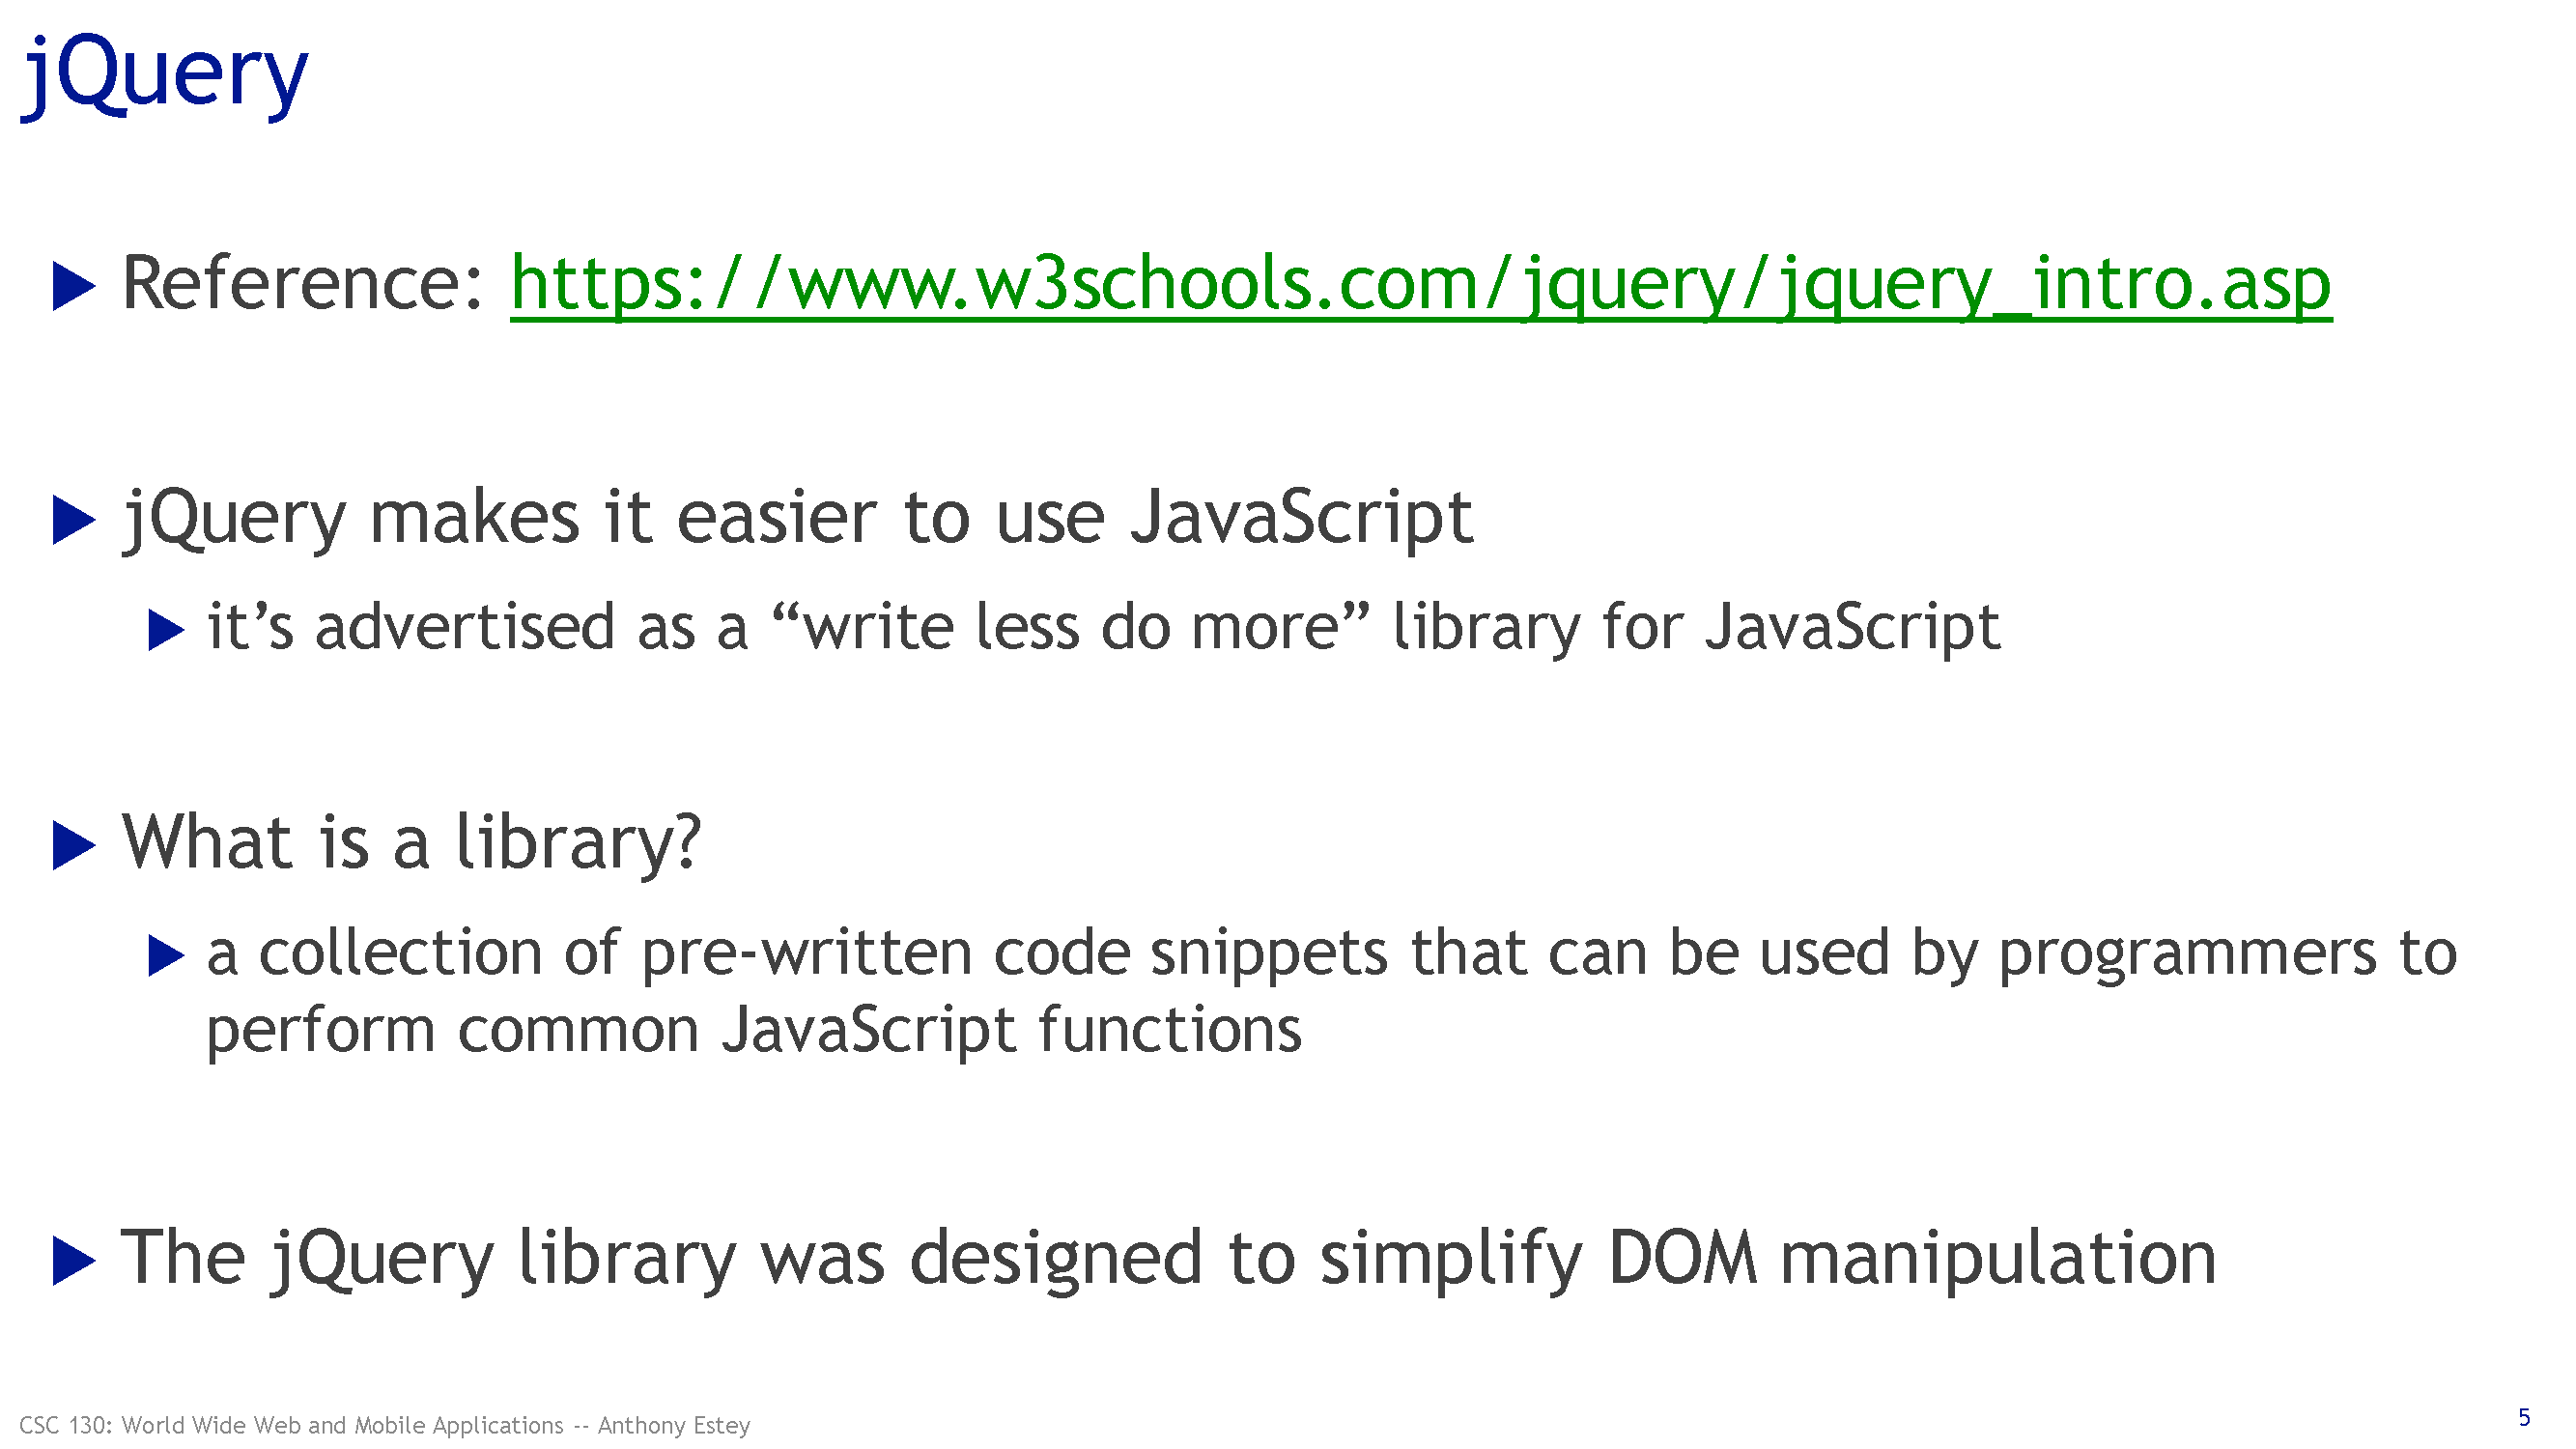 jQuery
Reference: https://www.w3schools.com/jquery/jquery_intro.asp
jQuery makes it easier to use JavaScript
it’s advertised as a “write less do more” library for JavaScript
What is a library?
a collection of pre-written code snippets that can be used by programmers to
perform common JavaScript functions
The jQuery library was designed to simplify DOM manipulation
CSC 130: World Wide Web and Mobile Applications -- Anthony Estey
5